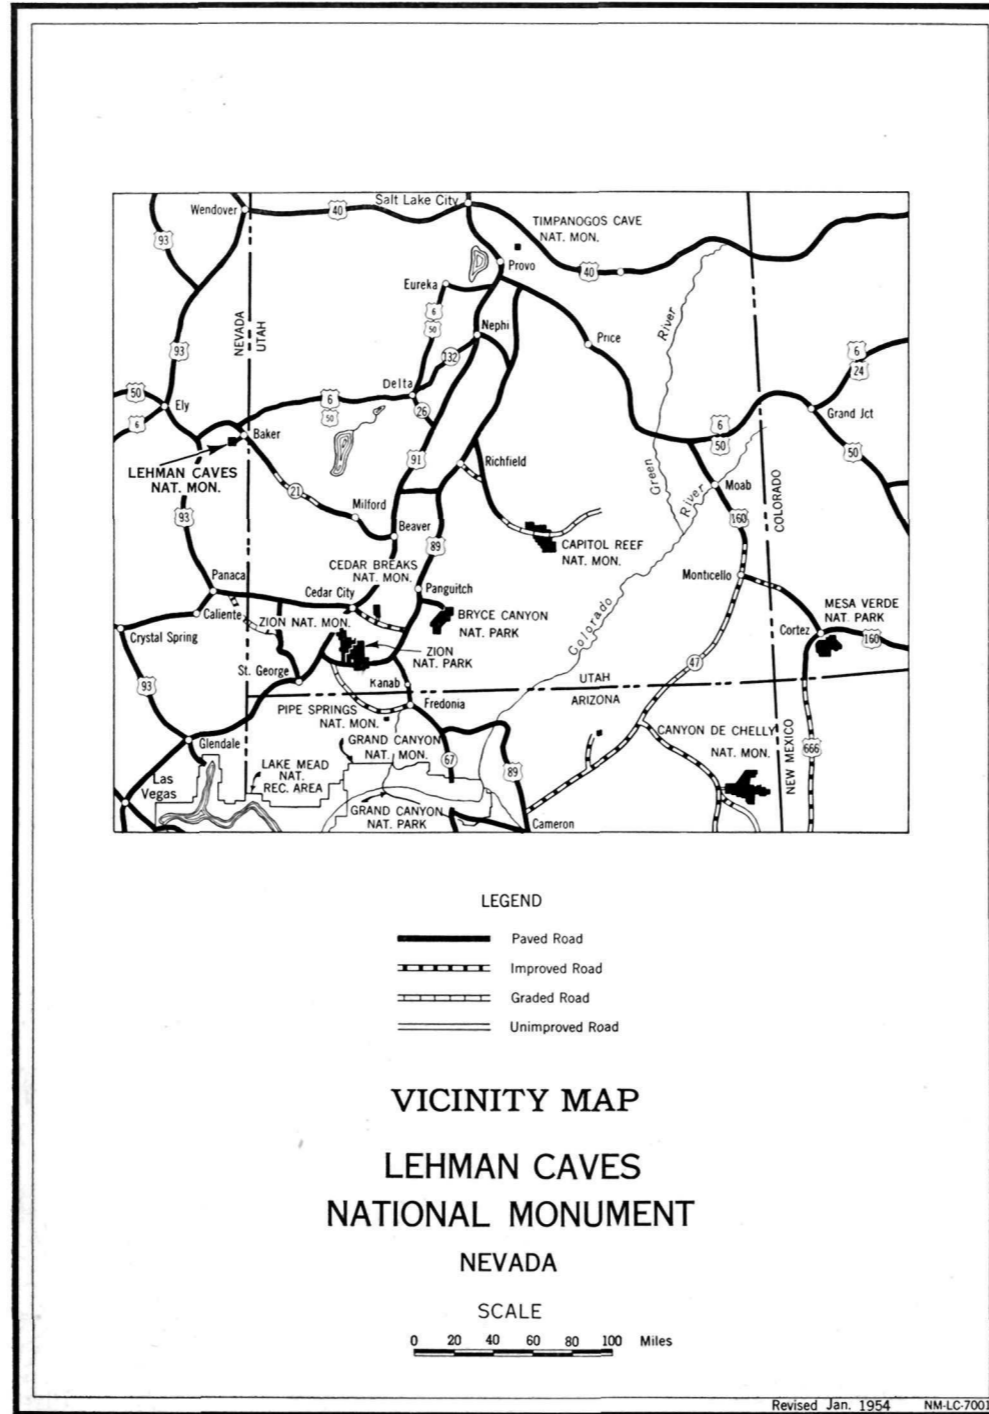 Wendover
40
Salt Lake City
93
TIMPANOGOS CAVE
NAT. MON.
Provo
40
Eureka
6
50
Nephi
River
NEVADA
UTAH
93
132
Price
6
24
50
Ely
6
Delta
6
50
26
Grand Jct
Baker
6
50
50
LEHMAN CAVES
NAT. MON.
91
Richfield
Green
River
Moab
COLORADO
21
93
Milford
Beaver
160
89
CAPITOL REEF
NAT. MON.
CEDAR BREAKS
NAT. MON.
Panaca
Cedar City
Panguitch
Monticello
Caliente
ZION NAT. MON.
BRYCE CANYON
NAT. PARK
Colorado
MESA VERDE
NAT. PARK
Cortez
160
Crystal Spring
ZION
NAT. PARK
47
St. George
93
Kanab
UTAH
ARIZONA
PIPE SPRINGS
NAT. MON.
Fredonia
CANYON DE CHELLY
NAT. MON.
NEW MEXICO
666
Glendale
GRAND CANYON
NAT. MON.
67
89
LAKE MEAD
NAT.
REC. AREA
Las
Vegas
GRAND CANYON
NAT. PARK
Cameron
LEGEND
Paved Road
Improved Road
Graded Road
Unimproved Road
VICINITY MAP
LEHMAN CAVES
NATIONAL MONUMENT
NEVADA
SCALE
0 20 40 60 80 100 Miles
Revised Jan. 1954 NM-LC-7001